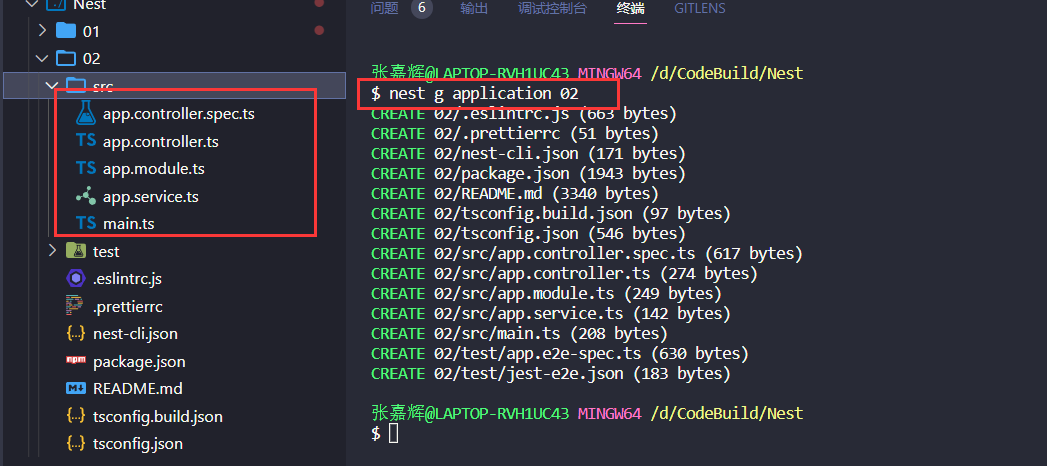 Nest
01
02
src
app.controller.spec.ts
TS app.controller.ts
TS app.module.ts
app.service.ts
TS main.ts
test
.eslintrc.js
.prettierrc
{..} nest-cli.json
npm package.json
README.md
{..} tsconfig.build.json
{..} tsconfig.json
问题 6 输出 调试控制台 终端 GITLENS
张嘉辉@LAPTOP-RVH1UC43 MINGW64 /d/CodeBuild/Nest
$ nest g application 02
CREATE 02/.eslintrc.js (663 bytes)
CREATE 02/.prettierrc (51 bytes)
CREATE 02/nest-cli.json (171 bytes)
CREATE 02/package.json (1943 bytes)
CREATE 02/README.md (3340 bytes)
CREATE 02/tsconfig.build.json (97 bytes)
CREATE 02/tsconfig.json (546 bytes)
CREATE 02/src/app.controller.spec.ts (617 bytes)
CREATE 02/src/app.controller.ts (274 bytes)
CREATE 02/src/app.module.ts (249 bytes)
CREATE 02/src/app.service.ts (142 bytes)
CREATE 02/src/main.ts (208 bytes)
CREATE 02/test/app.e2e-spec.ts (630 bytes)
CREATE 02/test/jest-e2e.json (183 bytes)
张嘉辉@LAPTOP-RVH1UC43 MINGW64 /d/CodeBuild/Nest
$